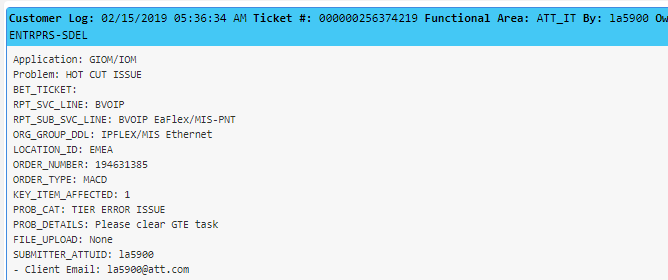 Customer Log: 02/15/2019 05:36:34 AM Ticket #: 000000256374219 Functional Area: ATT_IT By: la5900 Ow
ENTRPRS-SDEL
Application: GIOM/IOM
Problem: HOT CUT ISSUE
BET_TICKET:
RPT_SVC_LINE: BVOIP
RPT_SUB_SVC_LINE: BVOIP EaFlex/MIS-PNT
ORG_GROUP_DDL: IPFLEX/MIS Ethernet
LOCATION_ID: EMEA
ORDER_NUMBER: 194631385
ORDER_TYPE: MACD
KEY_ITEM_AFFECTED: 1
PROB_CAT: TIER ERROR ISSUE
PROB_DETAILS: Please clear GTE task
FILE_UPLOAD: None
SUBMITTER_ATTUID: la5900
- Client Email: la5900@att.com